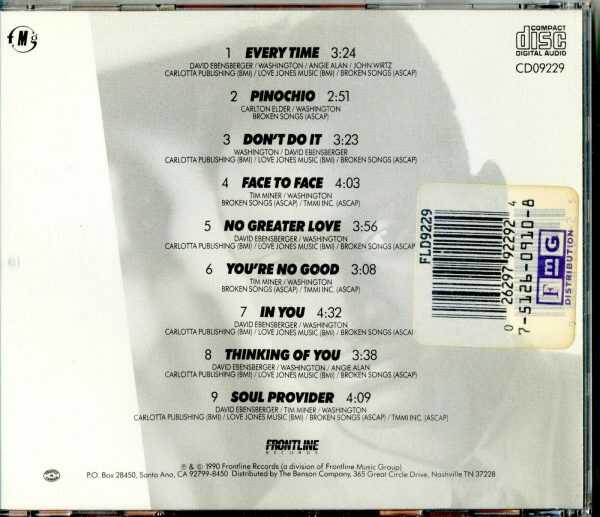 fMg
COMPACT
disc
DIGITAL AUDIO
CD09229
1 EVERY TIME 3:24
DAVID EBENSBERGER / WASHINGTON / ANGIE ALAN / JOHN WIRTZ
CARLOTTA PUBLISHING (BMI) / LOVE JONES MUSIC (BMI) / BROKEN SONGS (ASCAP)
2 PINOCHIO 2:51
CARLTON ELDER / WASHINGTON
BROKEN SONGS (ASCAP)
3 DON'T DO IT 3:23
WASHINGTON / DAVID EBENSBERGER
CARLOTTA PUBLISHING (BMI) / LOVE JONES MUSIC (BMI) / BROKEN SONGS (ASCAP)
4 FACE TO FACE 4:03
TIM MINER / WASHINGTON
BROKEN SONGS (ASCAP) / TMMI INC. (ASCAP)
5 NO GREATER LOVE 3:56
DAVID EBENSBERGER / WASHINGTON
CARLOTTA PUBLISHING (BMI) / LOVE JONES MUSIC (BMI) / BROKEN SONGS (ASCAP)
6 YOU'RE NO GOOD 3:08
TIM MINER / WASHINGTON
BROKEN SONGS (ASCAP) / TMMI INC. (ASCAP)
7 IN YOU 4:32
DAVID EBENSBERGER / WASHINGTON
CARLOTTA PUBLISHING (BMI) / LOVE JONES MUSIC (BMI) / BROKEN SONGS (ASCAP)
8 THINKING OF YOU 3:38
DAVID EBENSBERGER / WASHINGTON / ANGIE ALAN
CARLOTTA PUBLISHING (BMI) / LOVE JONES MUSIC (BMI) / BROKEN SONGS (ASCAP)
9 SOUL PROVIDER 4:09
DAVID EBENSBERGER / TIM MINER / WASHINGTON
CARLOTTA PUBLISHING (BMI) / LOVE JONES MUSIC (BMI) / BROKEN SONGS (ASCAP) / TMMI INC. (ASCAP)
FLD9229
0 26297 92292 4
7-5126-0910-8
FEG
DISTRIBUTION
FRONTLINE
RECORDS
℗ & © 1990 Frontline Records (a division of Frontline Music Group)
P.O. Box 28450, Santa Ana, CA 92799-8450 Distributed by The Benson Company, 365 Great Circle Drive, Nashville TN 37228